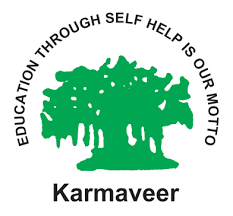 EDUCATION THROUGH SELF HELP IS OUR MOTTO
Karmaveer